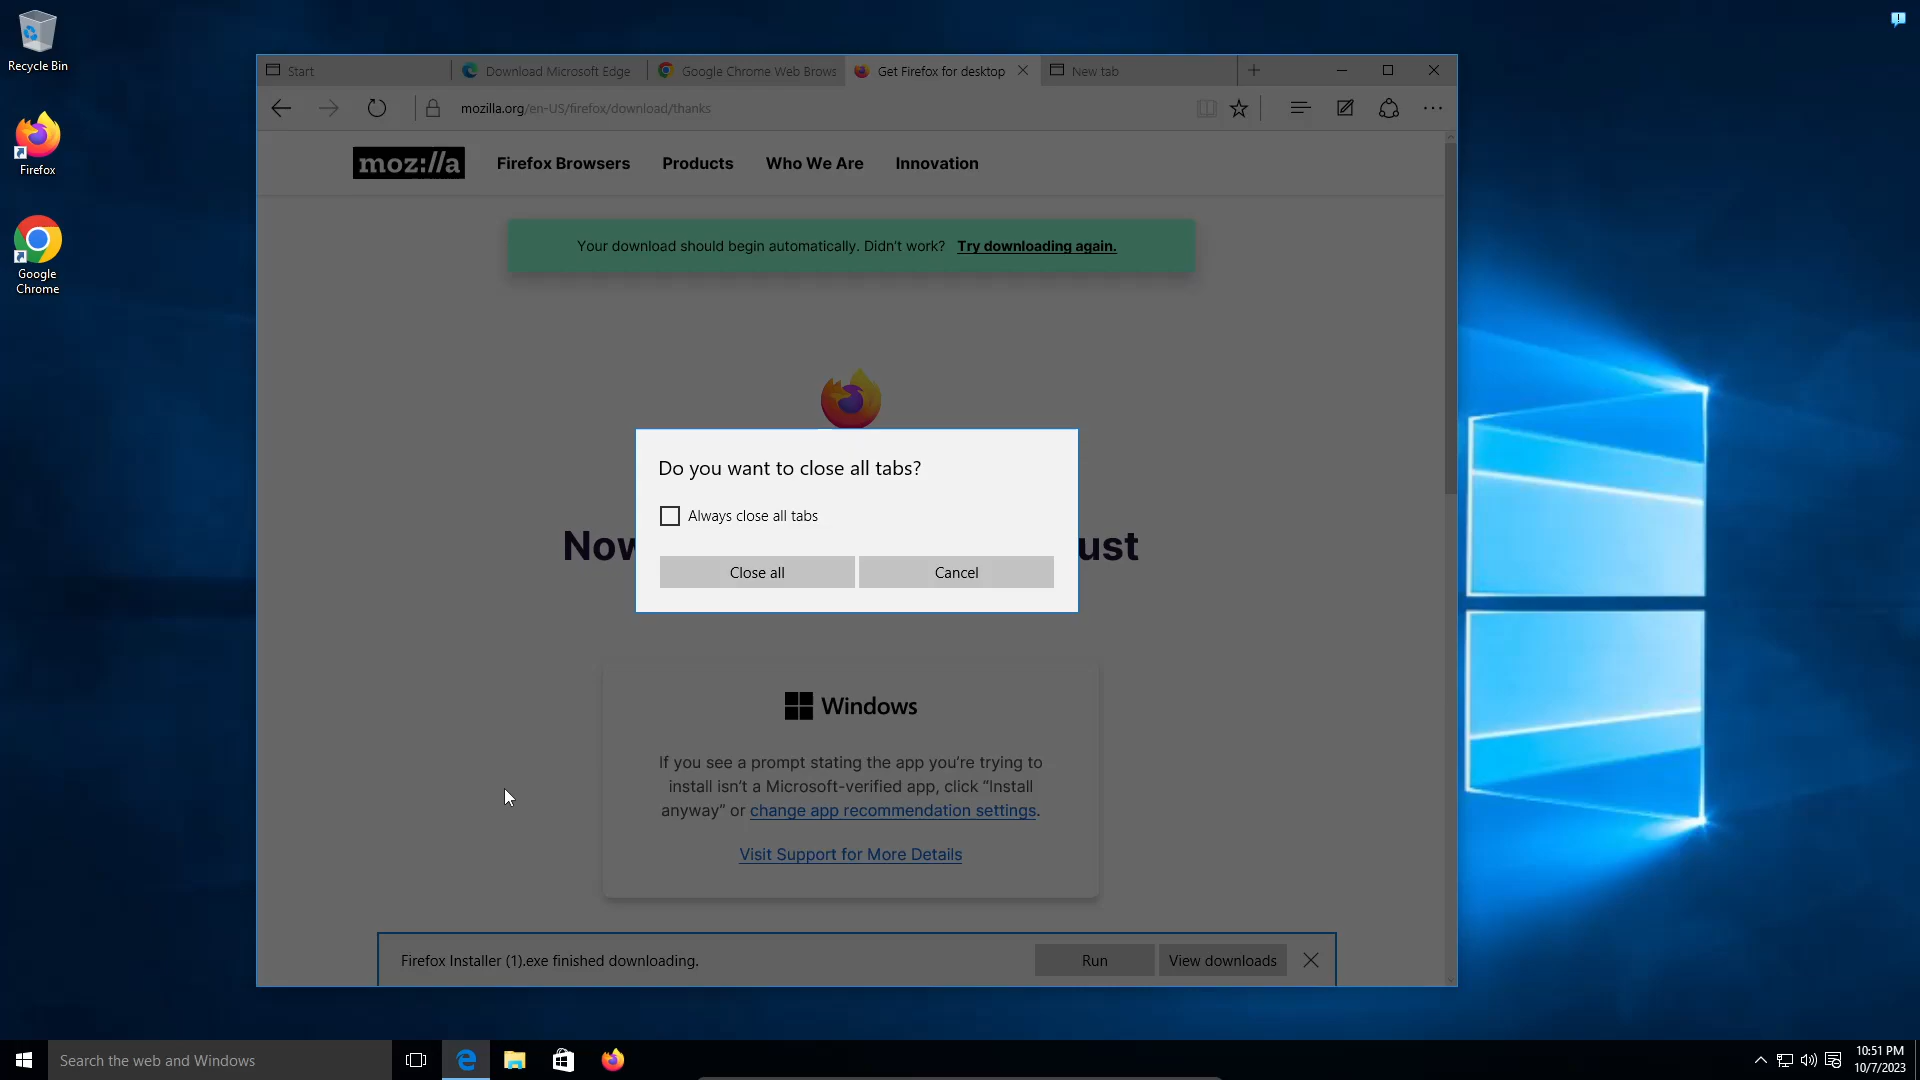 Recycle Bin
Firefox
Google
Chrome
Start
Download Microsoft Edge
Google Chrome Web Brows
Get Firefox for desktop
New tab
mozilla.org/en-US/firefox/download/thanks
moz://a
Firefox Browsers
Products
Who We Are
Innovation
Your download should begin automatically. Didn't work? Try downloading again.
Do you want to close all tabs?
Always close all tabs
Close all
Cancel
Windows
If you see a prompt stating the app you're trying to
install isn't a Microsoft-verified app, click “Install
anyway” or change app recommendation settings.
Visit Support for More Details
Firefox Installer (1).exe finished downloading.
Run
View downloads
Search the web and Windows
10:51 PM
10/7/2023